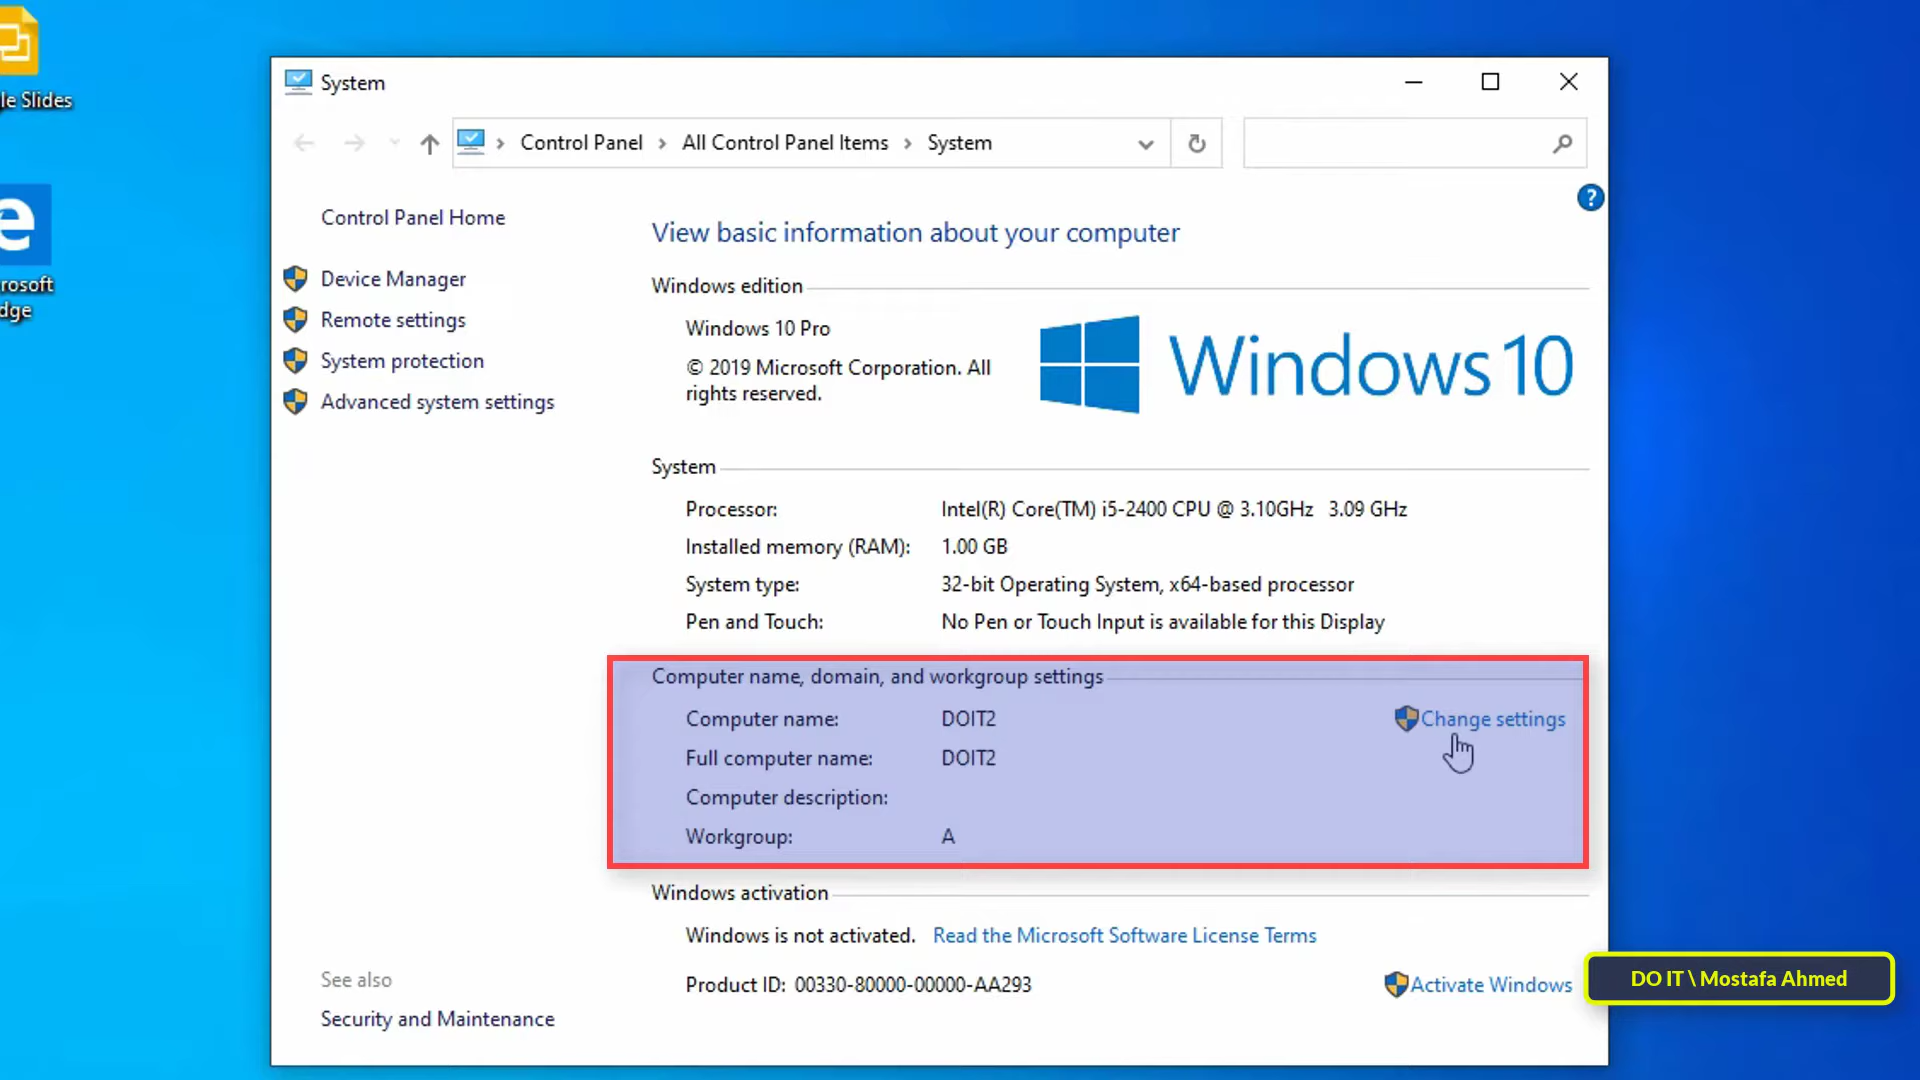 le Slides
rosoft
dge
System
Control Panel > All Control Panel Items > System
Control Panel Home
Device Manager
Remote settings
System protection
Advanced system settings
See also
Security and Maintenance
?
View basic information about your computer
Windows edition
Windows 10 Pro
© 2019 Microsoft Corporation. All
rights reserved.
Windows 10
System
Processor: Intel(R) Core(TM) i5-2400 CPU @ 3.10GHz 3.09 GHz
Installed memory (RAM): 1.00 GB
System type: 32-bit Operating System, x64-based processor
Pen and Touch: No Pen or Touch Input is available for this Display
Computer name, domain, and workgroup settings
Computer name: DOIT2 Change settings
Full computer name: DOIT2
Computer description:
Workgroup: A
Windows activation
Windows is not activated. Read the Microsoft Software License Terms
Product ID: 00330-80000-00000-AA293 Activate Windows
DO IT \ Mostafa Ahmed